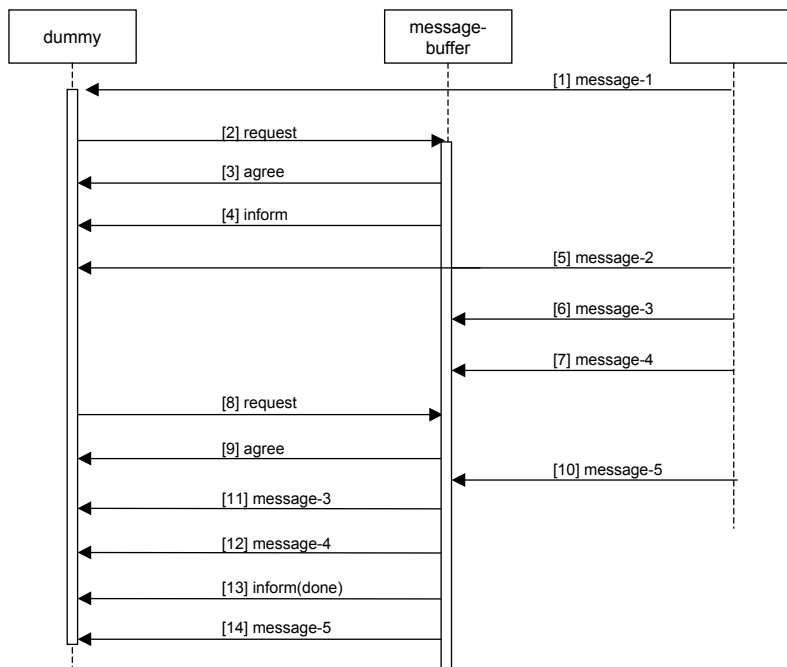 dummy
message-
buffer
[1] message-1
[2] request
[3] agree
[4] inform
[5] message-2
[6] message-3
[7] message-4
[8] request
[9] agree
[10] message-5
[11] message-3
[12] message-4
[13] inform(done)
[14] message-5